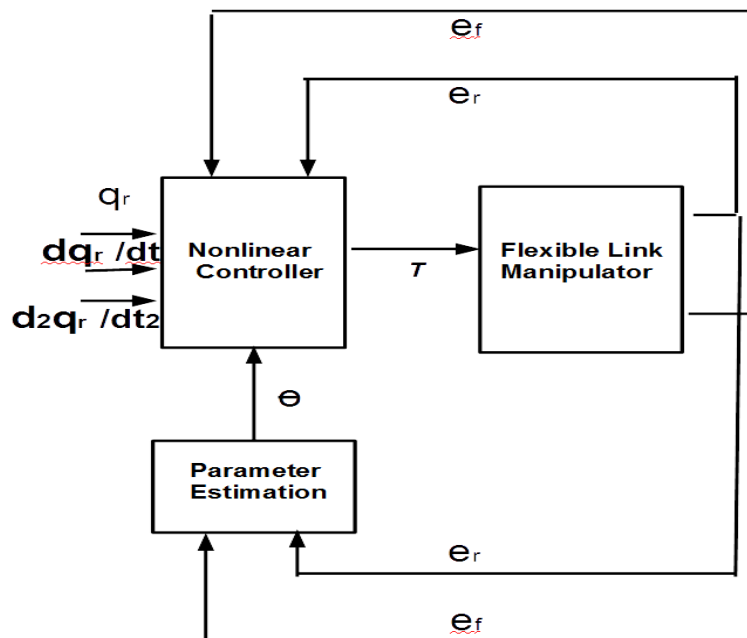 ef
er
qr
dqr /dt
d2qr /dt2
Nonlinear
Controller
T
Flexible Link
Manipulator
Θ
Parameter
Estimation
er
ef